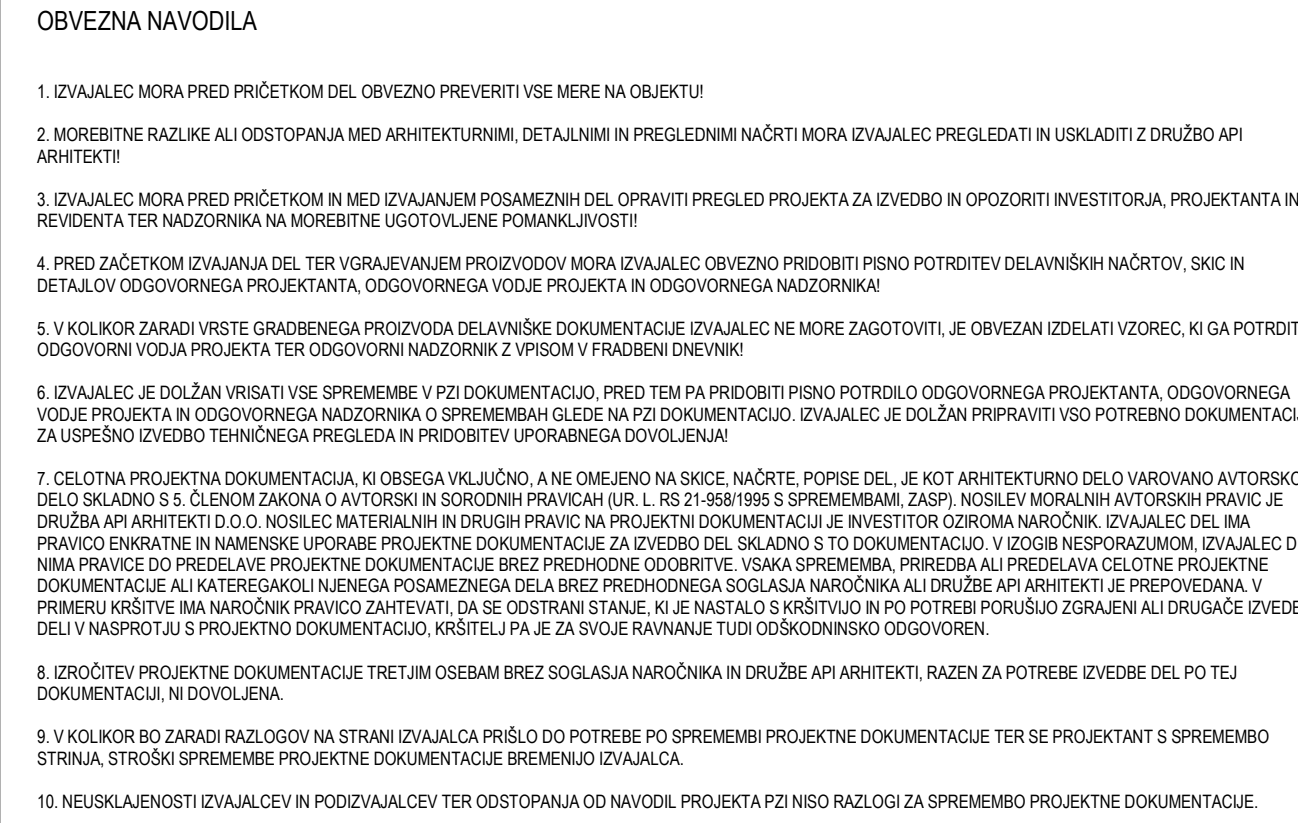 OBVEZNA NAVODILA
1. IZVAJALEC MORA PRED PRIČETKOM DEL OBVEZNO PREVERITI VSE MERE NA OBJEKTU!
2. MOREBITNE RAZLIKE ALI ODSTOPANJA MED ARHITEKTURNIMI, DETAJLNIMI IN PREGLEDNIMI NAČRTI MORA IZVAJALEC PREGLEDATI IN USKLADITI Z DRUŽBO API
ARHITEKTI!
3. IZVAJALEC MORA PRED PRIČETKOM IN MED IZVAJANJEM POSAMEZNIH DEL OPRAVITI PREGLED PROJEKTA ZA IZVEDBO IN OPOZORITI INVESTITORJA, PROJEKTANTA IN
REVIDENTA TER NADZORNIKA NA MOREBITNE UGOTOVLJENE POMANKLJIVOSTI!
4. PRED ZAČETKOM IZVAJANJA DEL TER VGRAJEVANJEM PROIZVODOV MORA IZVAJALEC OBVEZNO PRIDOBITI PISNO POTRDITEV DELAVNIŠKIH NAČRTOV, SKIC IN
DETAJLOV ODGOVORNEGA PROJEKTANTA, ODGOVORNEGA VODJE PROJEKTA IN ODGOVORNEGA NADZORNIKA!
5. V KOLIKOR ZARADI VRSTE GRADBENEGA PROIZVODA DELAVNIŠKE DOKUMENTACIJE IZVAJALEC NE MORE ZAGOTOVITI, JE OBVEZAN IZDELATI VZOREC, KI GA POTRDIT
ODGOVORNI VODJA PROJEKTA TER ODGOVORNI NADZORNIK Z VPISOM V FRADBENI DNEVNIK!
6. IZVAJALEC JE DOLŽAN VRISATI VSE SPREMEMBE V PZI DOKUMENTACIJO, PRED TEM PA PRIDOBITI PISNO POTRDILO ODGOVORNEGA PROJEKTANTA, ODGOVORNEGA
VODJE PROJEKTA IN ODGOVORNEGA NADZORNIKA O SPREMEMBAH GLEDE NA PZI DOKUMENTACIJO. IZVAJALEC JE DOLŽAN PRIPRAVITI VSO POTREBNO DOKUMENTACI
ZA USPEŠNO IZVEDBO TEHNIČNEGA PREGLEDA IN PRIDOBITEV UPORABNEGA DOVOLJENJA!
7. CELOTNA PROJEKTNA DOKUMENTACIJA, KI OBSEGA VKLJUČNO, A NE OMEJENO NA SKICE, NAČRTE, POPISE DEL, JE KOT ARHITEKTURNO DELO VAROVANO AVTORSKO
DELO SKLADNO S 5. ČLENOM ZAKONA O AVTORSKI IN SORODNIH PRAVICAH (UR. L. RS 21-958/1995 S SPREMEMBAMI, ZASP). NOSILEV MORALNIH AVTORSKIH PRAVIC JE
DRUŽBA API ARHITEKTI D.O.O. NOSILEC MATERIALNIH IN DRUGIH PRAVIC NA PROJEKTNI DOKUMENTACIJI JE INVESTITOR OZIROMA NAROČNIK. IZVAJALEC DEL IMA
PRAVICO ENKRATNE IN NAMENSKE UPORABE PROJEKTNE DOKUMENTACIJE ZA IZVEDBO DEL SKLADNO S TO DOKUMENTACIJO. V IZOGIB NESPORAZUMOM, IZVAJALEC D
NIMA PRAVICE DO PREDELAVE PROJEKTNE DOKUMENTACIJE BREZ PREDHODNE ODOBRITVE. VSAKA SPREMEMBA, PRIREDBA ALI PREDELAVA CELOTNE PROJEKTNE
DOKUMENTACIJE ALI KATEREGAKOLI NJENEGA POSAMEZNEGA DELA BREZ PREDHODNEGA SOGLASJA NAROČNIKA ALI DRUŽBE API ARHITEKTI JE PREPOVEDANA. V
PRIMERU KRŠITVE IMA NAROČNIK PRAVICO ZAHTEVATI, DA SE ODSTRANI STANJE, KI JE NASTALO S KRŠITVIJO IN PO POTREBI PORUŠIJO ZGRAJENI ALI DRUGAČE IZVEDE
DELI V NASPROTJU S PROJEKTNO DOKUMENTACIJO, KRŠITELJ PA JE ZA SVOJE RAVNANJE TUDI ODŠKODNINSKO ODGOVOREN.
8. IZROČITEV PROJEKTNE DOKUMENTACIJE TRETJIM OSEBAM BREZ SOGLASJA NAROČNIKA IN DRUŽBE API ARHITEKTI, RAZEN ZA POTREBE IZVEDBE DEL PO TEJ
DOKUMENTACIJI, NI DOVOLJENA.
9. V KOLIKOR BO ZARADI RAZLOGOV NA STRANI IZVAJALCA PRIŠLO DO POTREBE PO SPREMEMBI PROJEKTNE DOKUMENTACIJE TER SE PROJEKTANT S SPREMEMBO
STRINJA, STROŠKI SPREMEMBE PROJEKTNE DOKUMENTACIJE BREMENIJO IZVAJALCA.
10. NEUSKLAJENOSTI IZVAJALCEV IN PODIZVAJALCEV TER ODSTOPANJA OD NAVODIL PROJEKTA PZI NISO RAZLOGI ZA SPREMEMBO PROJEKTNE DOKUMENTACIJE.